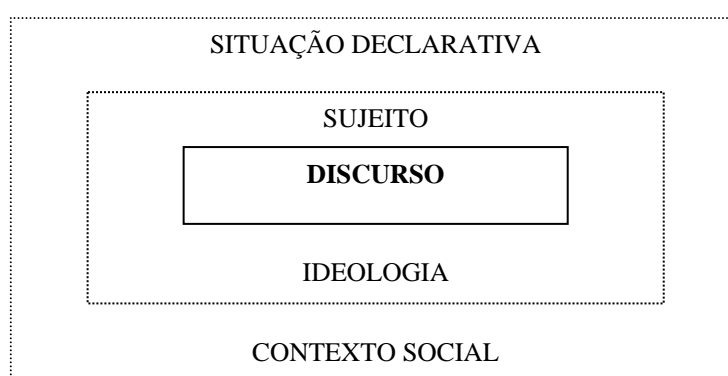 SITUAÇÃO DECLARATIVA
SUJEITO
DISCURSO
IDEOLOGIA
CONTEXTO SOCIAL